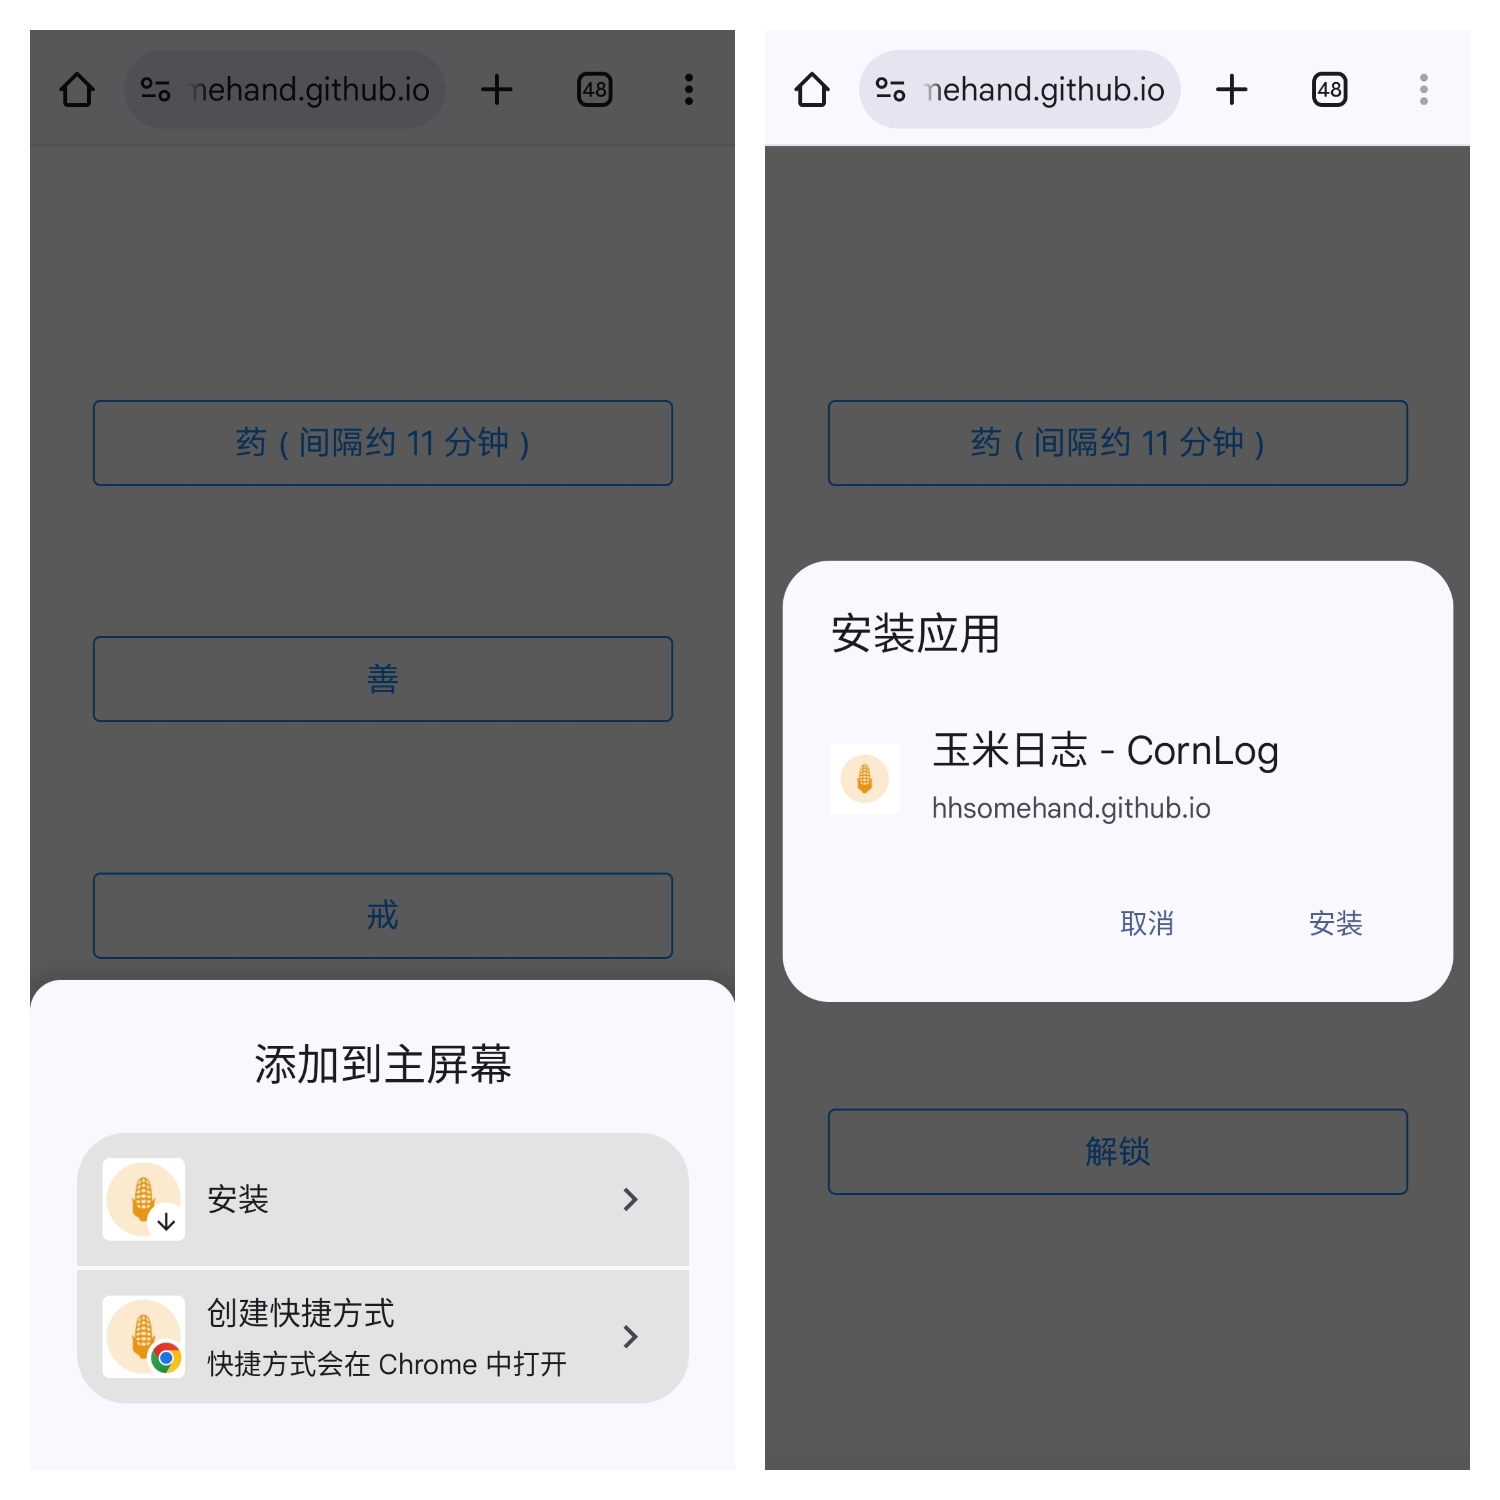 mehand.github.io
48
药 ( 间隔约 11 分钟 )
善
戒
添加到主屏幕
安装
创建快捷方式
快捷方式会在 Chrome 中打开
mehand.github.io
48
药 ( 间隔约 11 分钟 )
安装应用
玉米日志 - CornLog
hhsomehand.github.io
取消
安装
解锁